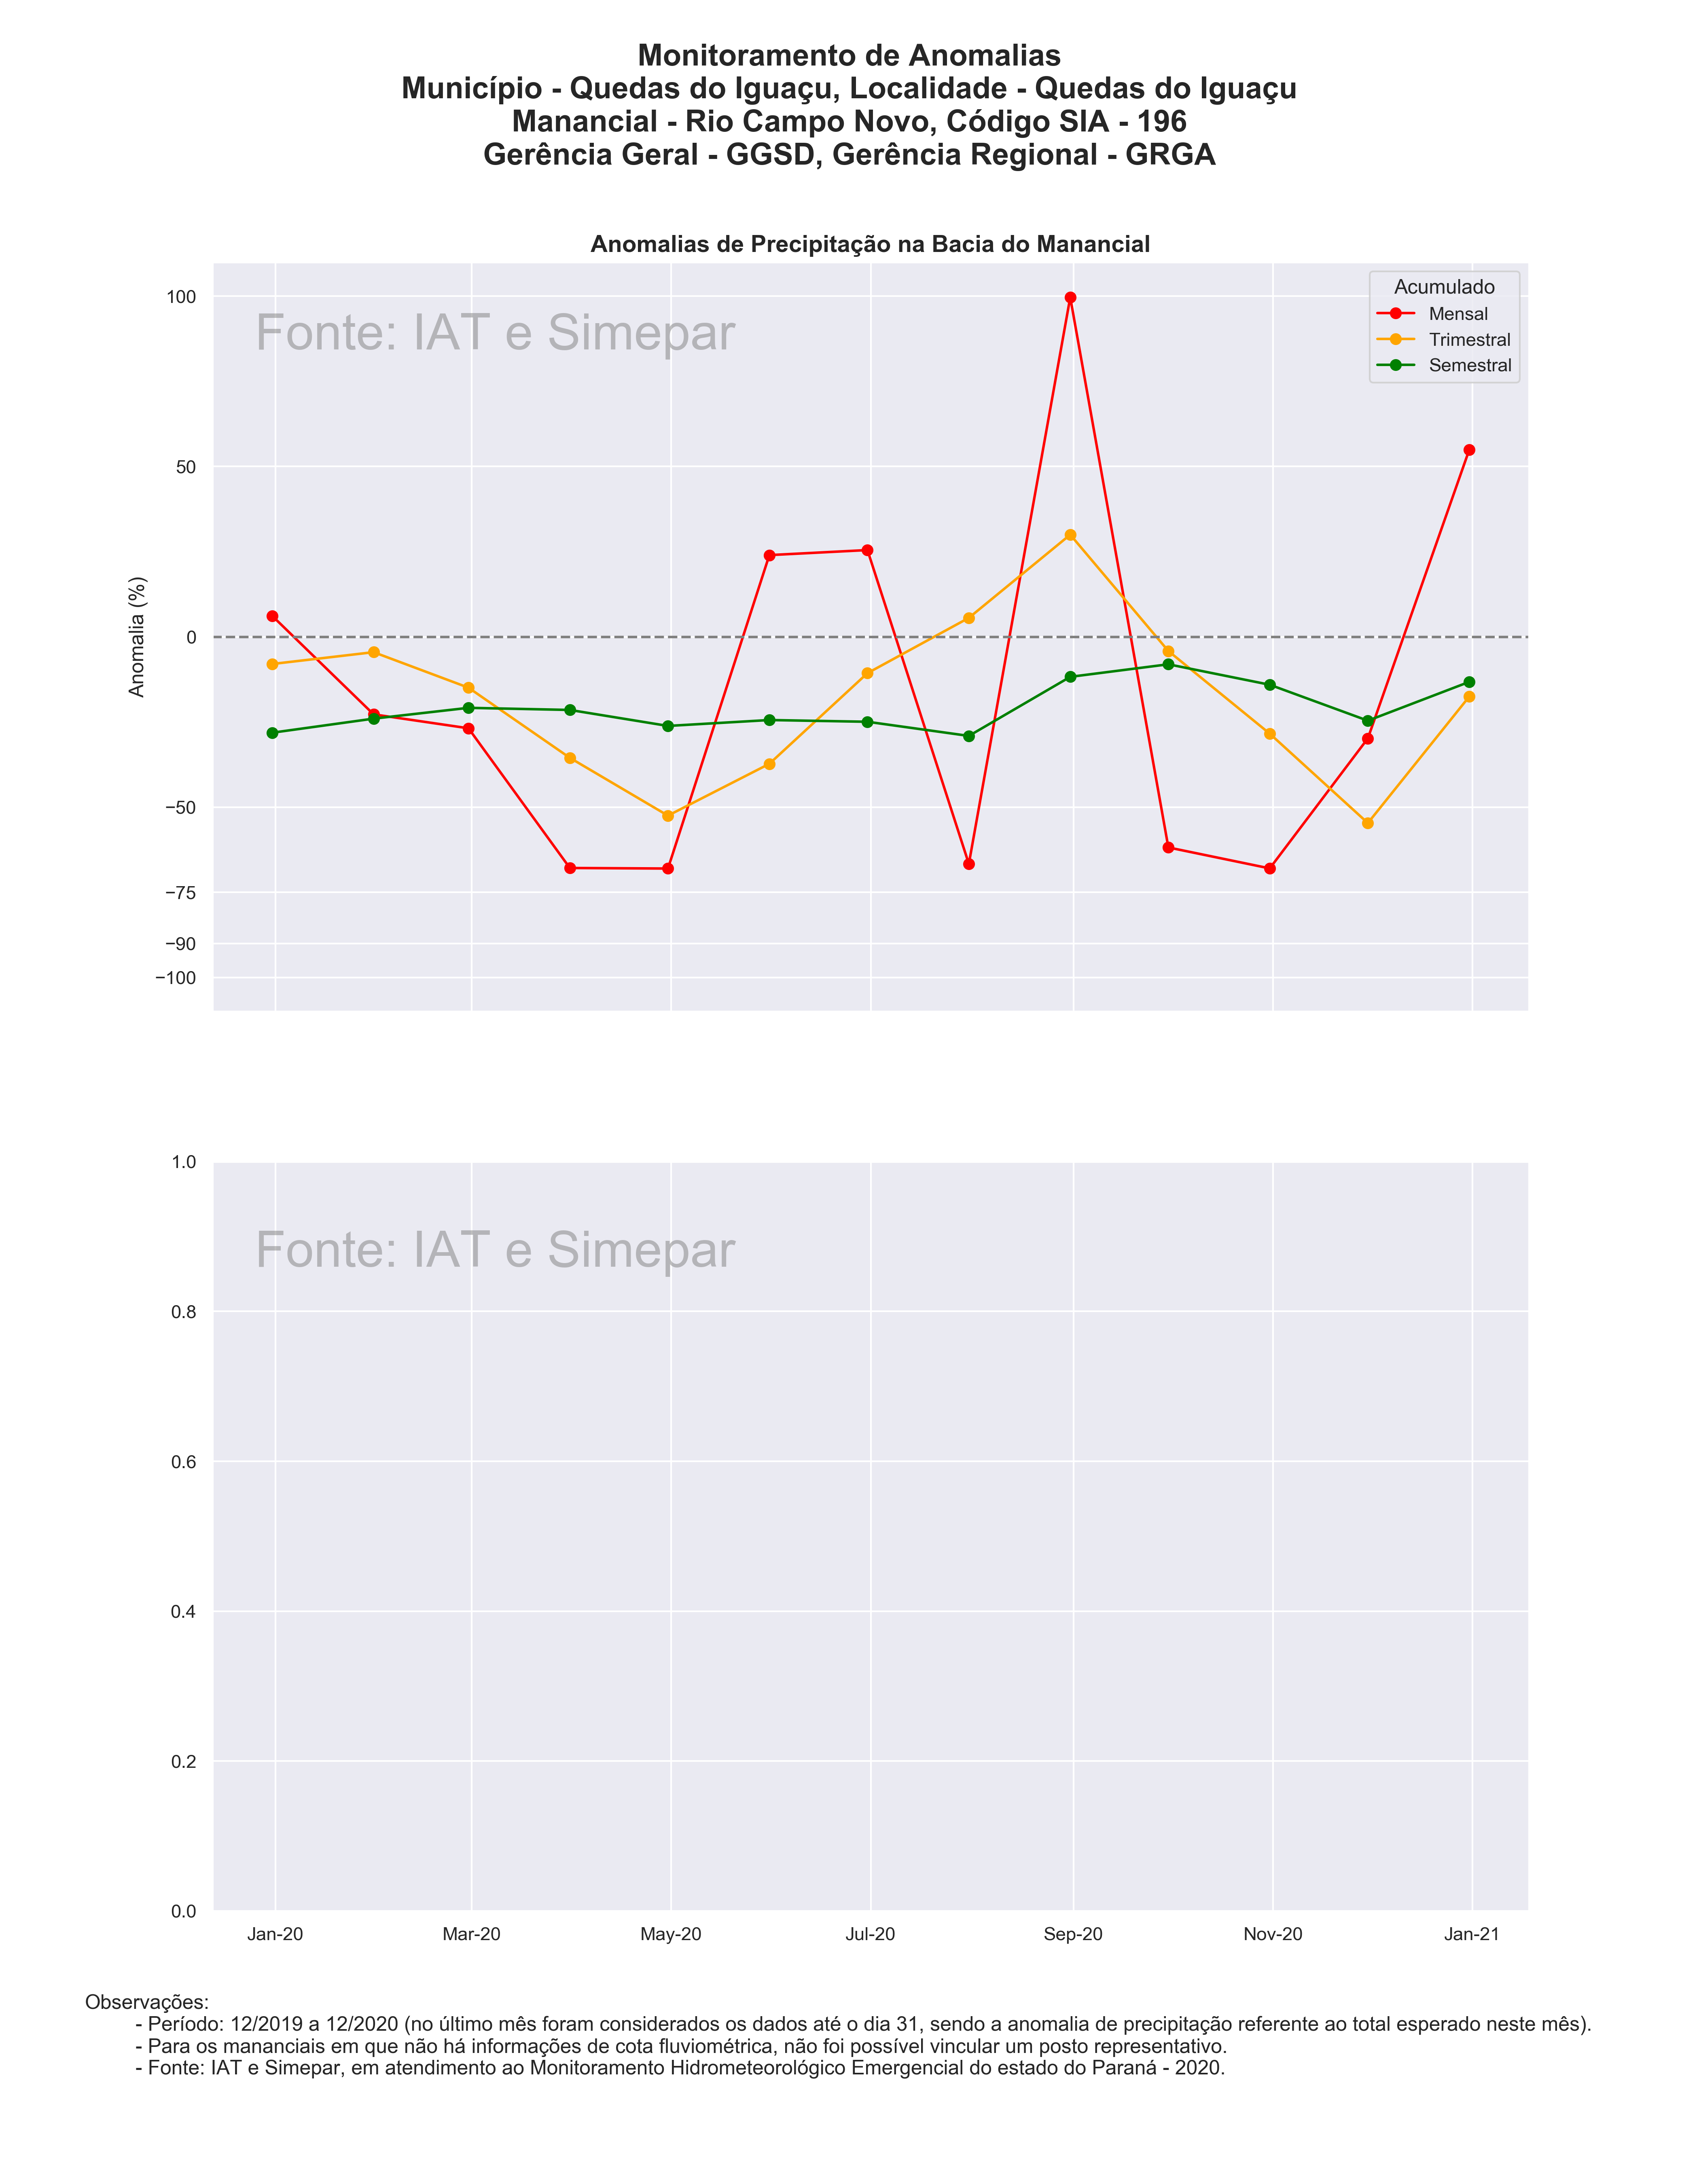 Monitoramento de Anomalias
Município - Quedas do Iguaçu, Localidade - Quedas do Iguaçu
Manancial - Rio Campo Novo, Código SIA - 196
Gerência Geral - GGSD, Gerência Regional - GRGA
Anomalias de Precipitação na Bacia do Manancial
Fonte: IAT e Simepar
Acumulado
Mensal
Trimestral
Semestral
Anomalia (%)
100
50
0
−50
−75
−90
−100
Fonte: IAT e Simepar
1.0
0.8
0.6
0.4
0.2
0.0
Jan-20 Mar-20 May-20 Jul-20 Sep-20 Nov-20 Jan-21
Observações:
- Período: 12/2019 a 12/2020 (no último mês foram considerados os dados até o dia 31, sendo a anomalia de precipitação referente ao total esperado neste mês).
- Para os mananciais em que não há informações de cota fluviométrica, não foi possível vincular um posto representativo.
- Fonte: IAT e Simepar, em atendimento ao Monitoramento Hidrometeorológico Emergencial do estado do Paraná - 2020.